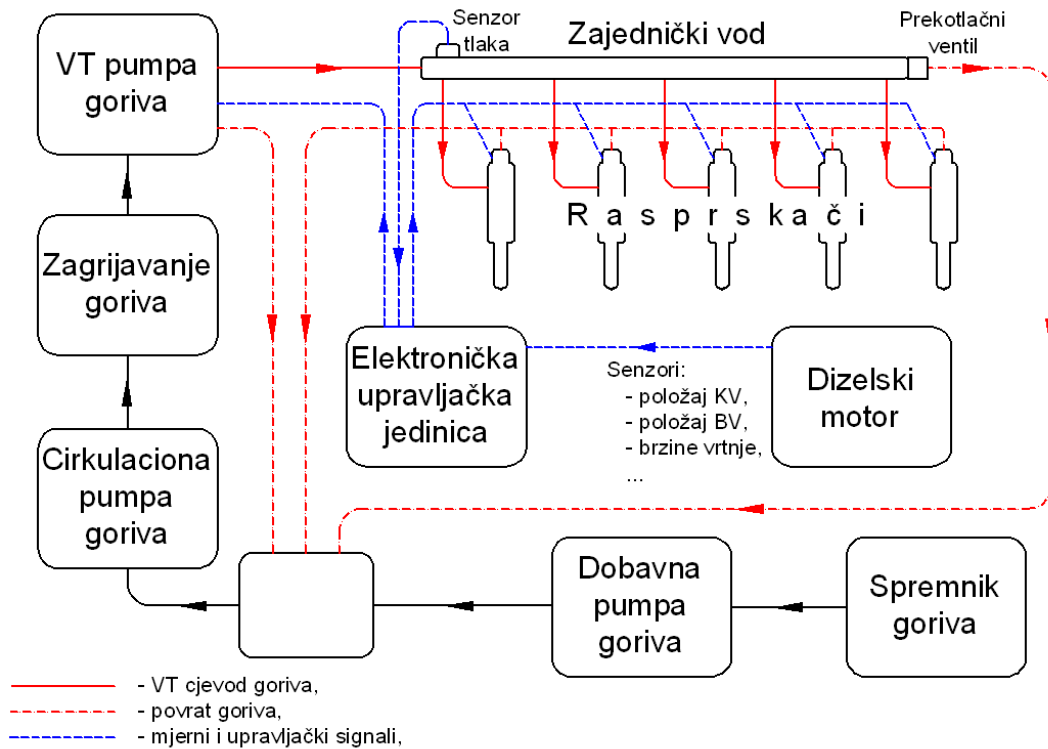 Senzor
tlaka
Zajednički vod
Prekotlačni
ventil
VT pumpa
goriva
Zagrijavanje
goriva
R a s p r s k a č i
Elektronička
upravljačka
jedinica
Senzori:
- položaj KV,
- položaj BV,
- brzine vrtnje,
...
Dizelski
motor
Cirkulaciona
pumpa
goriva
Dobavna
pumpa
goriva
Spremnik
goriva
- VT cjevod goriva,
- povrat goriva,
- mjerni i upravljački signali,